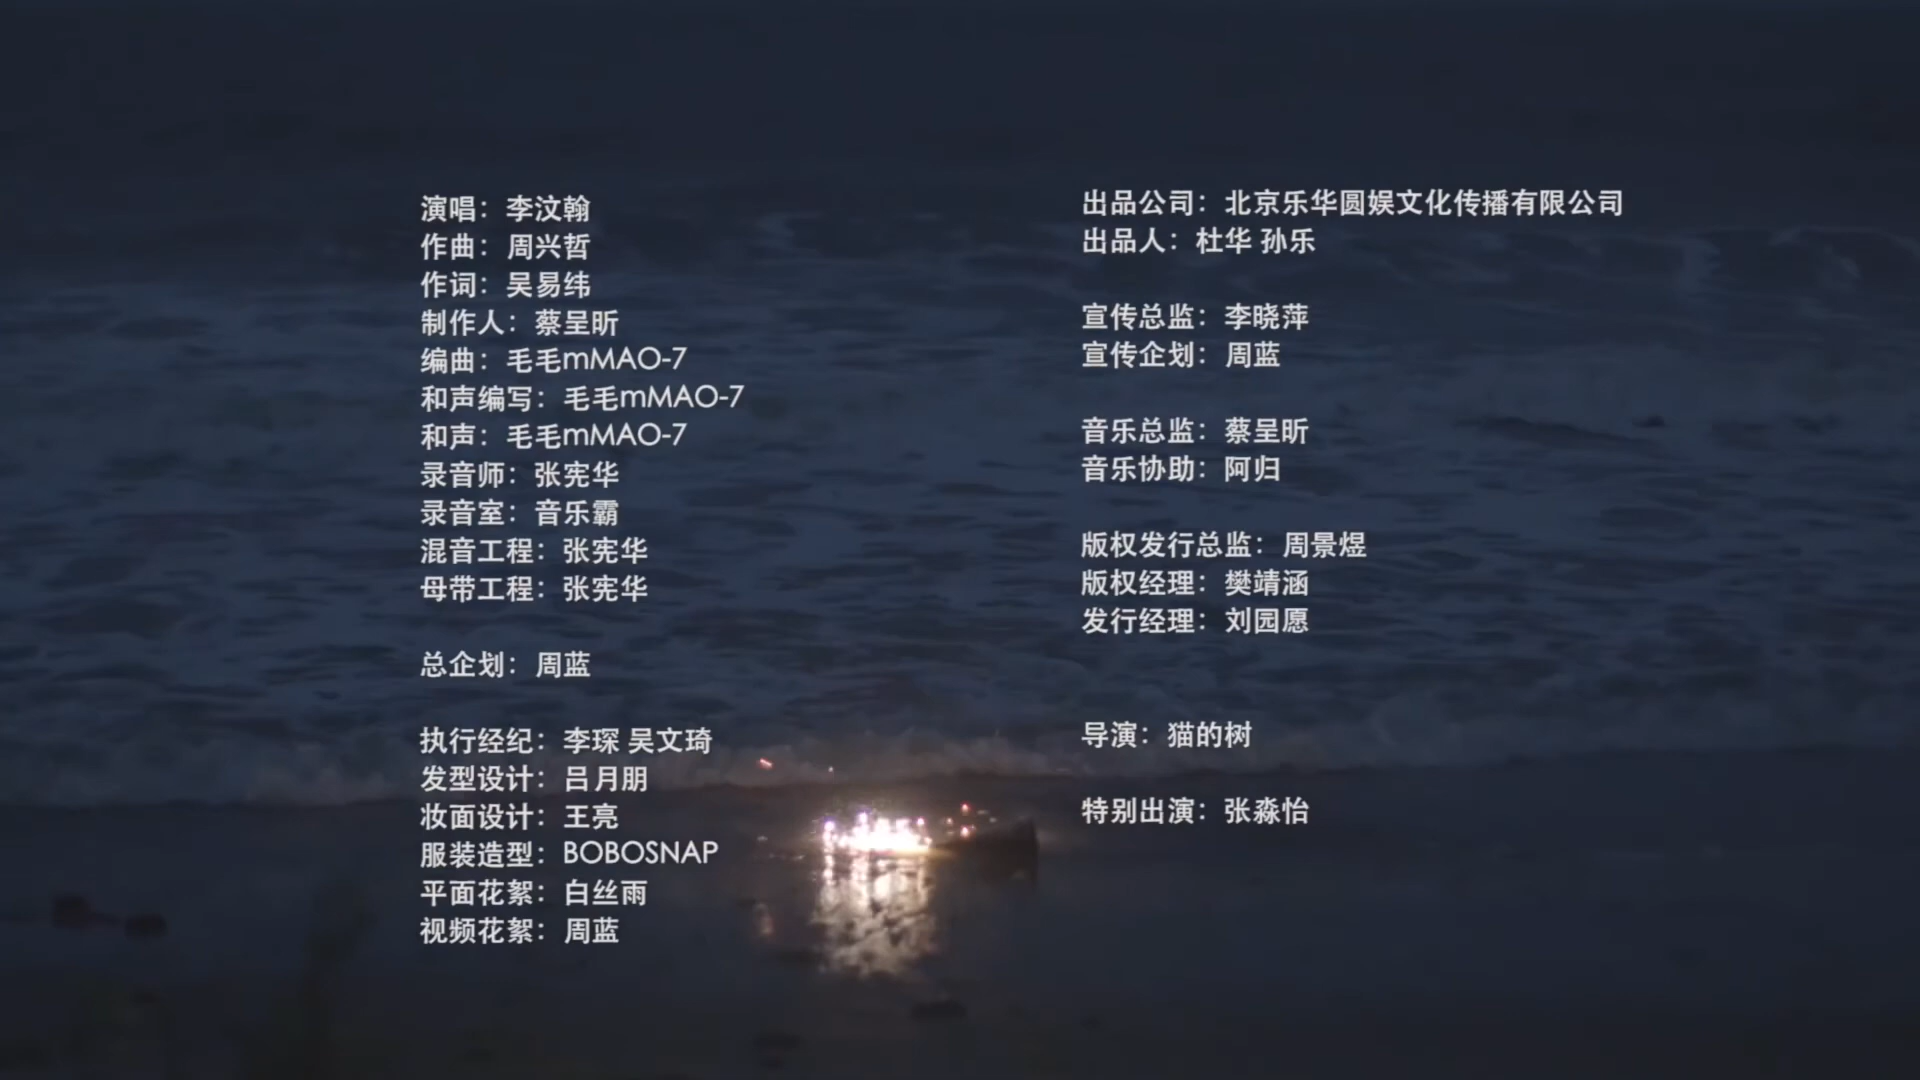 演唱：李汶翰
作曲：周兴哲
作词：吴易纬
制作人：蔡呈昕
编曲：毛毛mMAO-7
和声编写：毛毛mMAO-7
和声：毛毛mMAO-7
录音师：张宪华
录音室：音乐霸
混音工程：张宪华
母带工程：张宪华
总企划：周蓝
执行经纪：李琛 吴文琦
发型设计：吕月朋
妆面设计：王亮
服装造型：BOBOSNAP
平面花絮：白丝雨
视频花絮：周蓝
出品公司：北京乐华圆娱文化传播有限公司
出品人：杜华 孙乐
宣传总监：李晓萍
宣传企划：周蓝
音乐总监：蔡呈昕
音乐协助：阿归
版权发行总监：周景煜
版权经理：樊靖涵
发行经理：刘园愿
导演：猫的树
特别出演：张淼怡